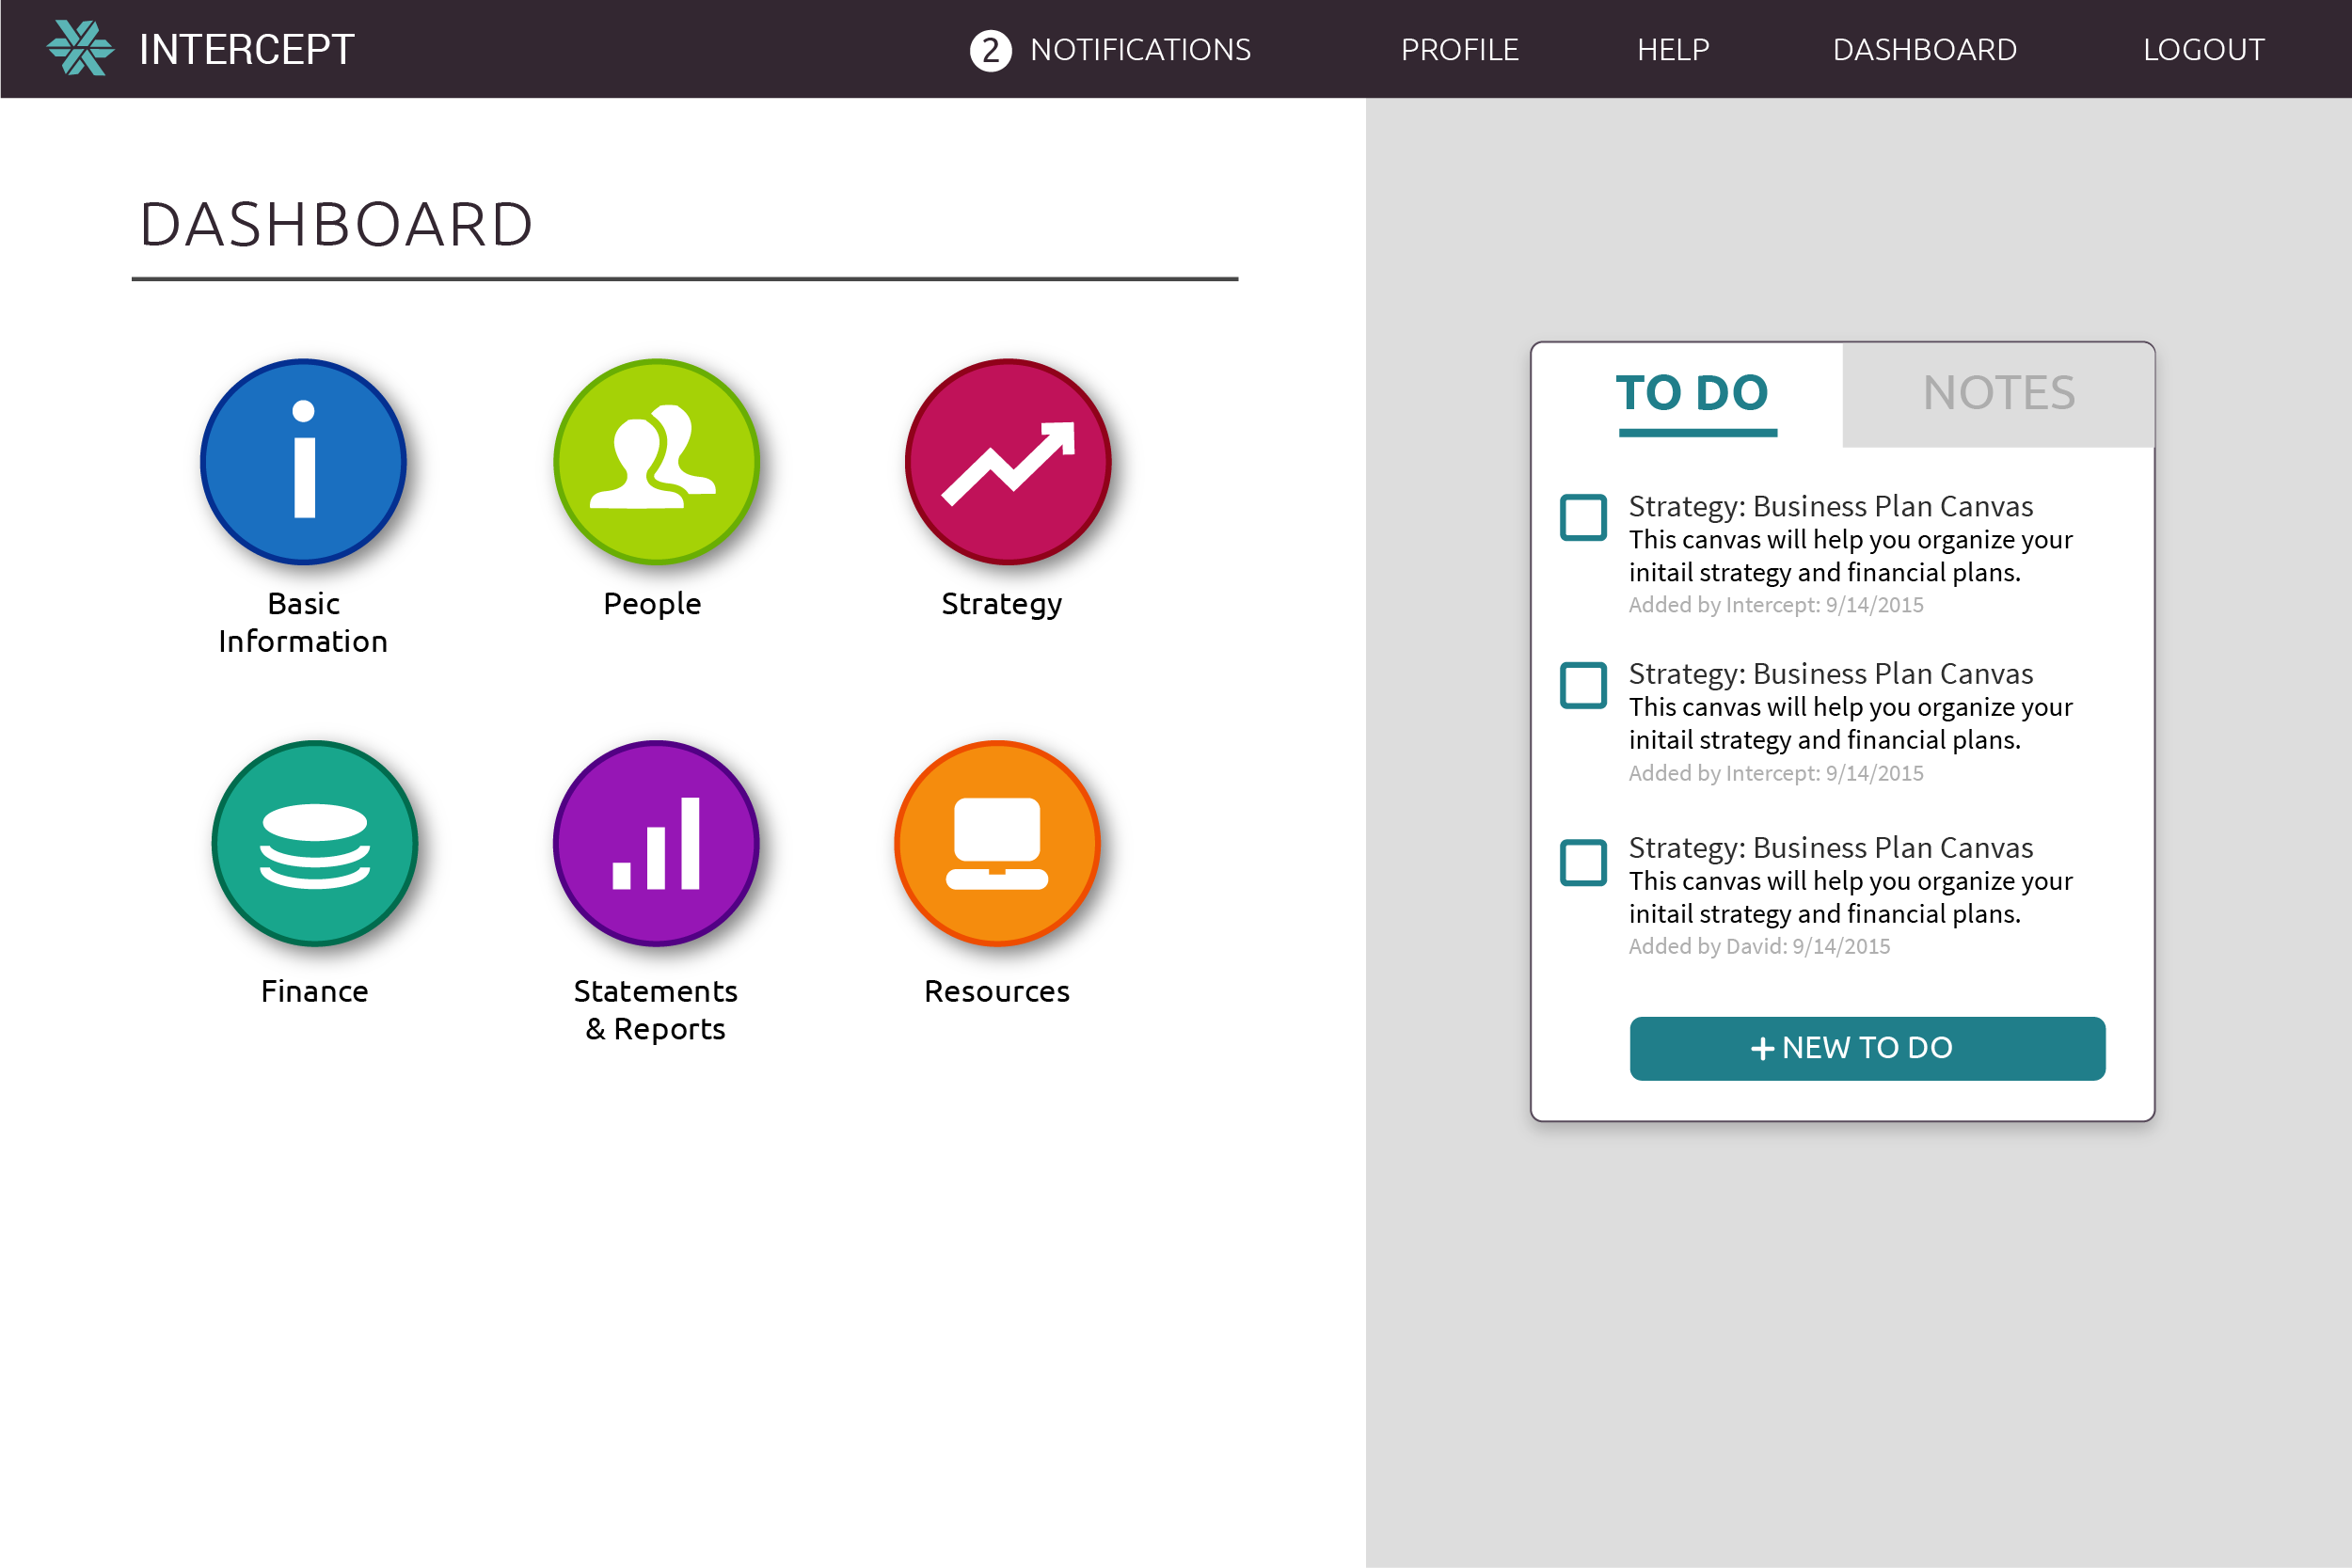 INTERCEPT
2 NOTIFICATIONS
PROFILE
HELP
DASHBOARD
LOGOUT
DASHBOARD
Basic
Information
People
Strategy
Finance
Statements
& Reports
Resources
TO DO
NOTES
Strategy: Business Plan Canvas
This canvas will help you organize your
initail strategy and financial plans.
Added by Intercept: 9/14/2015
Strategy: Business Plan Canvas
This canvas will help you organize your
initail strategy and financial plans.
Added by Intercept: 9/14/2015
Strategy: Business Plan Canvas
This canvas will help you organize your
initail strategy and financial plans.
Added by David: 9/14/2015
+ NEW TO DO